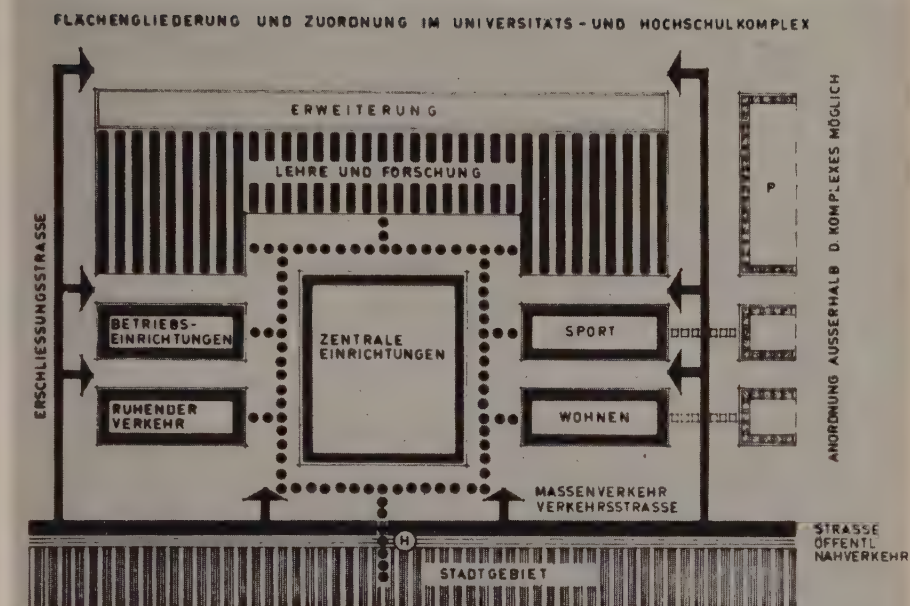 FLÄCHENGLIEDERUNG UND ZUORDNUNG IM UNIVERSITÄTS-UND HOCHSCHULKOMPLEX
ERWEITERUNG
LEHRE UND FORSCHUNG
P
ERSCHLIESSUNGSSTRASSE
ANORDNUNG AUSSERHALB D. KOMPLEXES MÖGLICH
BETRIEBS-
EINRICHTUNGEN
ZENTRALE
EINRICHTUNGEN
SPORT
RUHENDER
VERKEHR
WOHNEN
MASSENVERKEHR
VERKEHRSSTRASSE
H
STRASSE
ÖFFENTL
NAHVERKEHR
STADTGEBIET